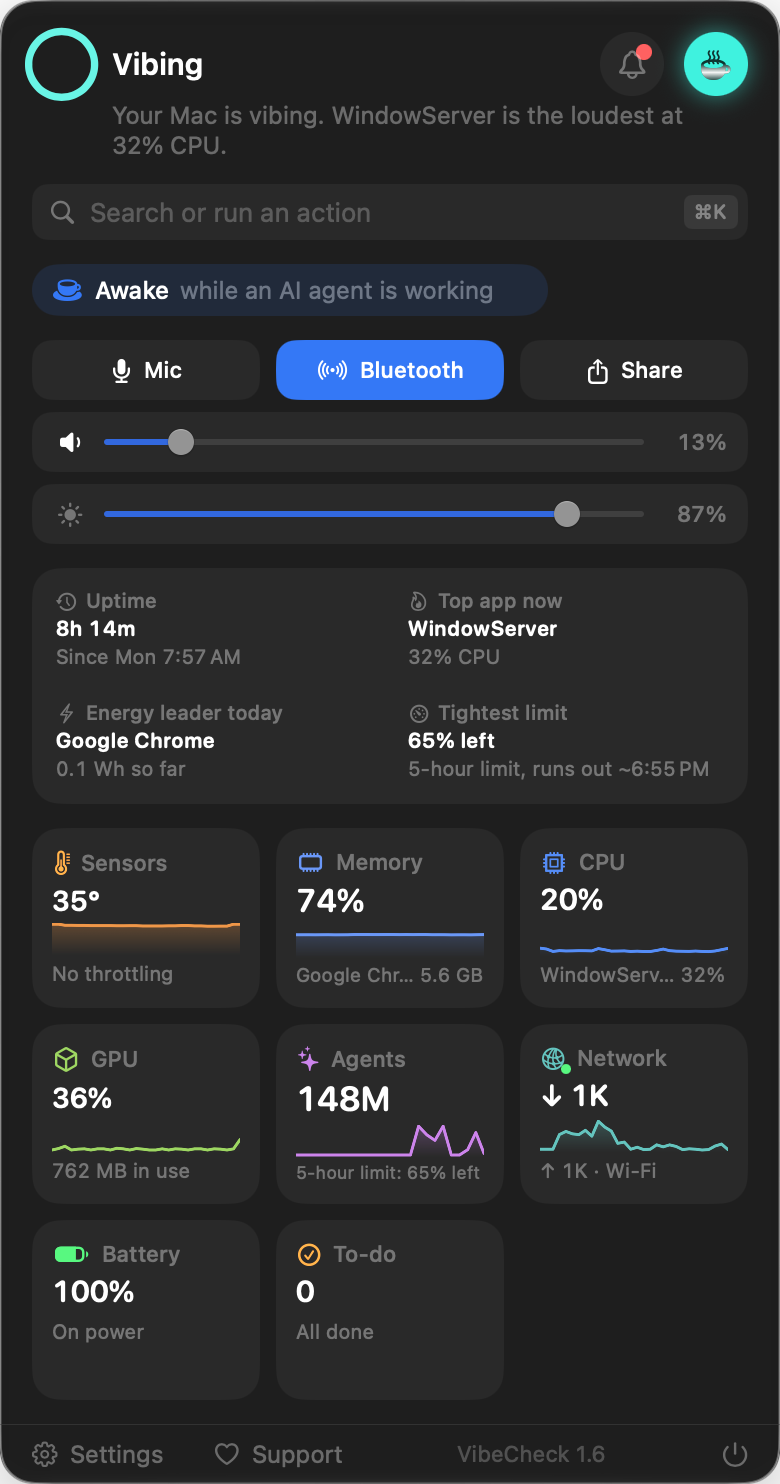 Vibing
Your Mac is vibing. WindowServer is the loudest at
32% CPU.
Search or run an action ⌘K
Awake while an AI agent is working
Mic Bluetooth Share
13%
87%
Uptime
8h 14m
Since Mon 7:57 AM
Top app now
WindowServer
32% CPU
Energy leader today
Google Chrome
0.1 Wh so far
Tightest limit
65% left
5-hour limit, runs out ~6:55 PM
Sensors
35°
No throttling
Memory
74%
Google Chr... 5.6 GB
CPU
20%
WindowServ... 32%
GPU
36%
762 MB in use
Agents
148M
5-hour limit: 65% left
Network
↓ 1K
↑ 1K · Wi-Fi
Battery
100%
On power
To-do
0
All done
Settings Support VibeCheck 1.6